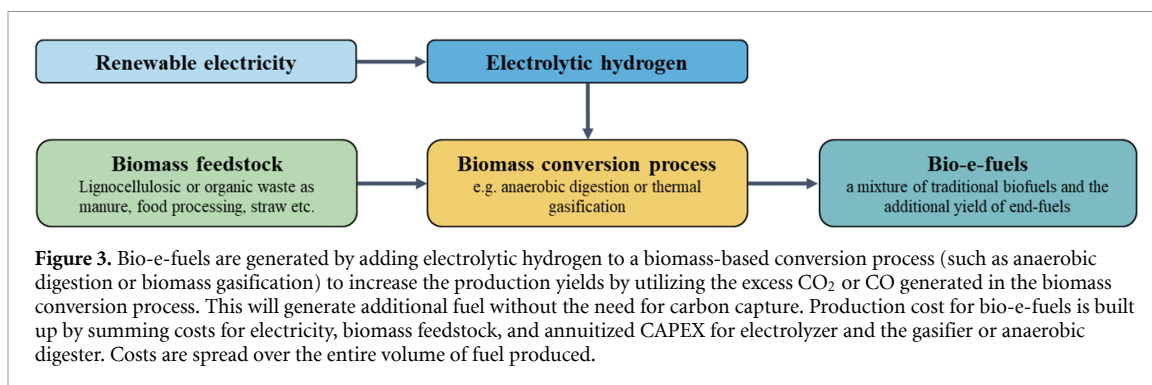 Renewable electricity
Electrolytic hydrogen
Biomass feedstock
Lignocellulosic or organic waste as
manure, food processing, straw etc.
Biomass conversion process
e.g. anaerobic digestion or thermal
gasification
Bio-e-fuels
a mixture of traditional biofuels and the
additional yield of end-fuels
Figure 3. Bio-e-fuels are generated by adding electrolytic hydrogen to a biomass-based conversion process (such as anaerobic
digestion or biomass gasification) to increase the production yields by utilizing the excess CO₂ or CO generated in the biomass
conversion process. This will generate additional fuel without the need for carbon capture. Production cost for bio-e-fuels is built
up by summing costs for electricity, biomass feedstock, and annuitized CAPEX for electrolyzer and the gasifier or anaerobic
digester. Costs are spread over the entire volume of fuel produced.